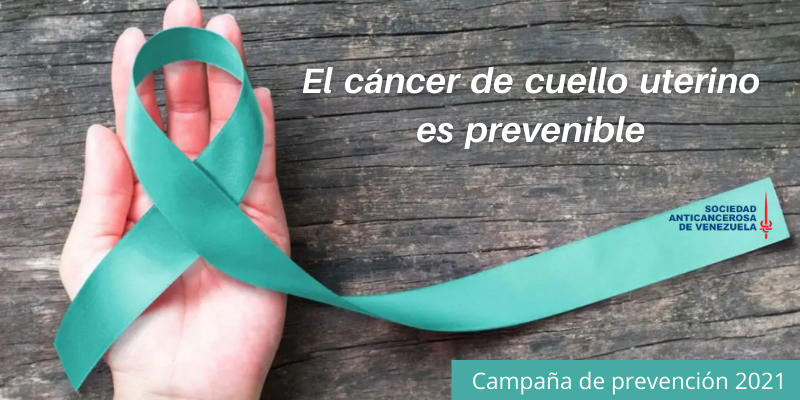 El cáncer de cuello uterino
es prevenible
SOCIEDAD
ANTICANCEROSA
DE VENEZUELA
Campaña de prevención 2021